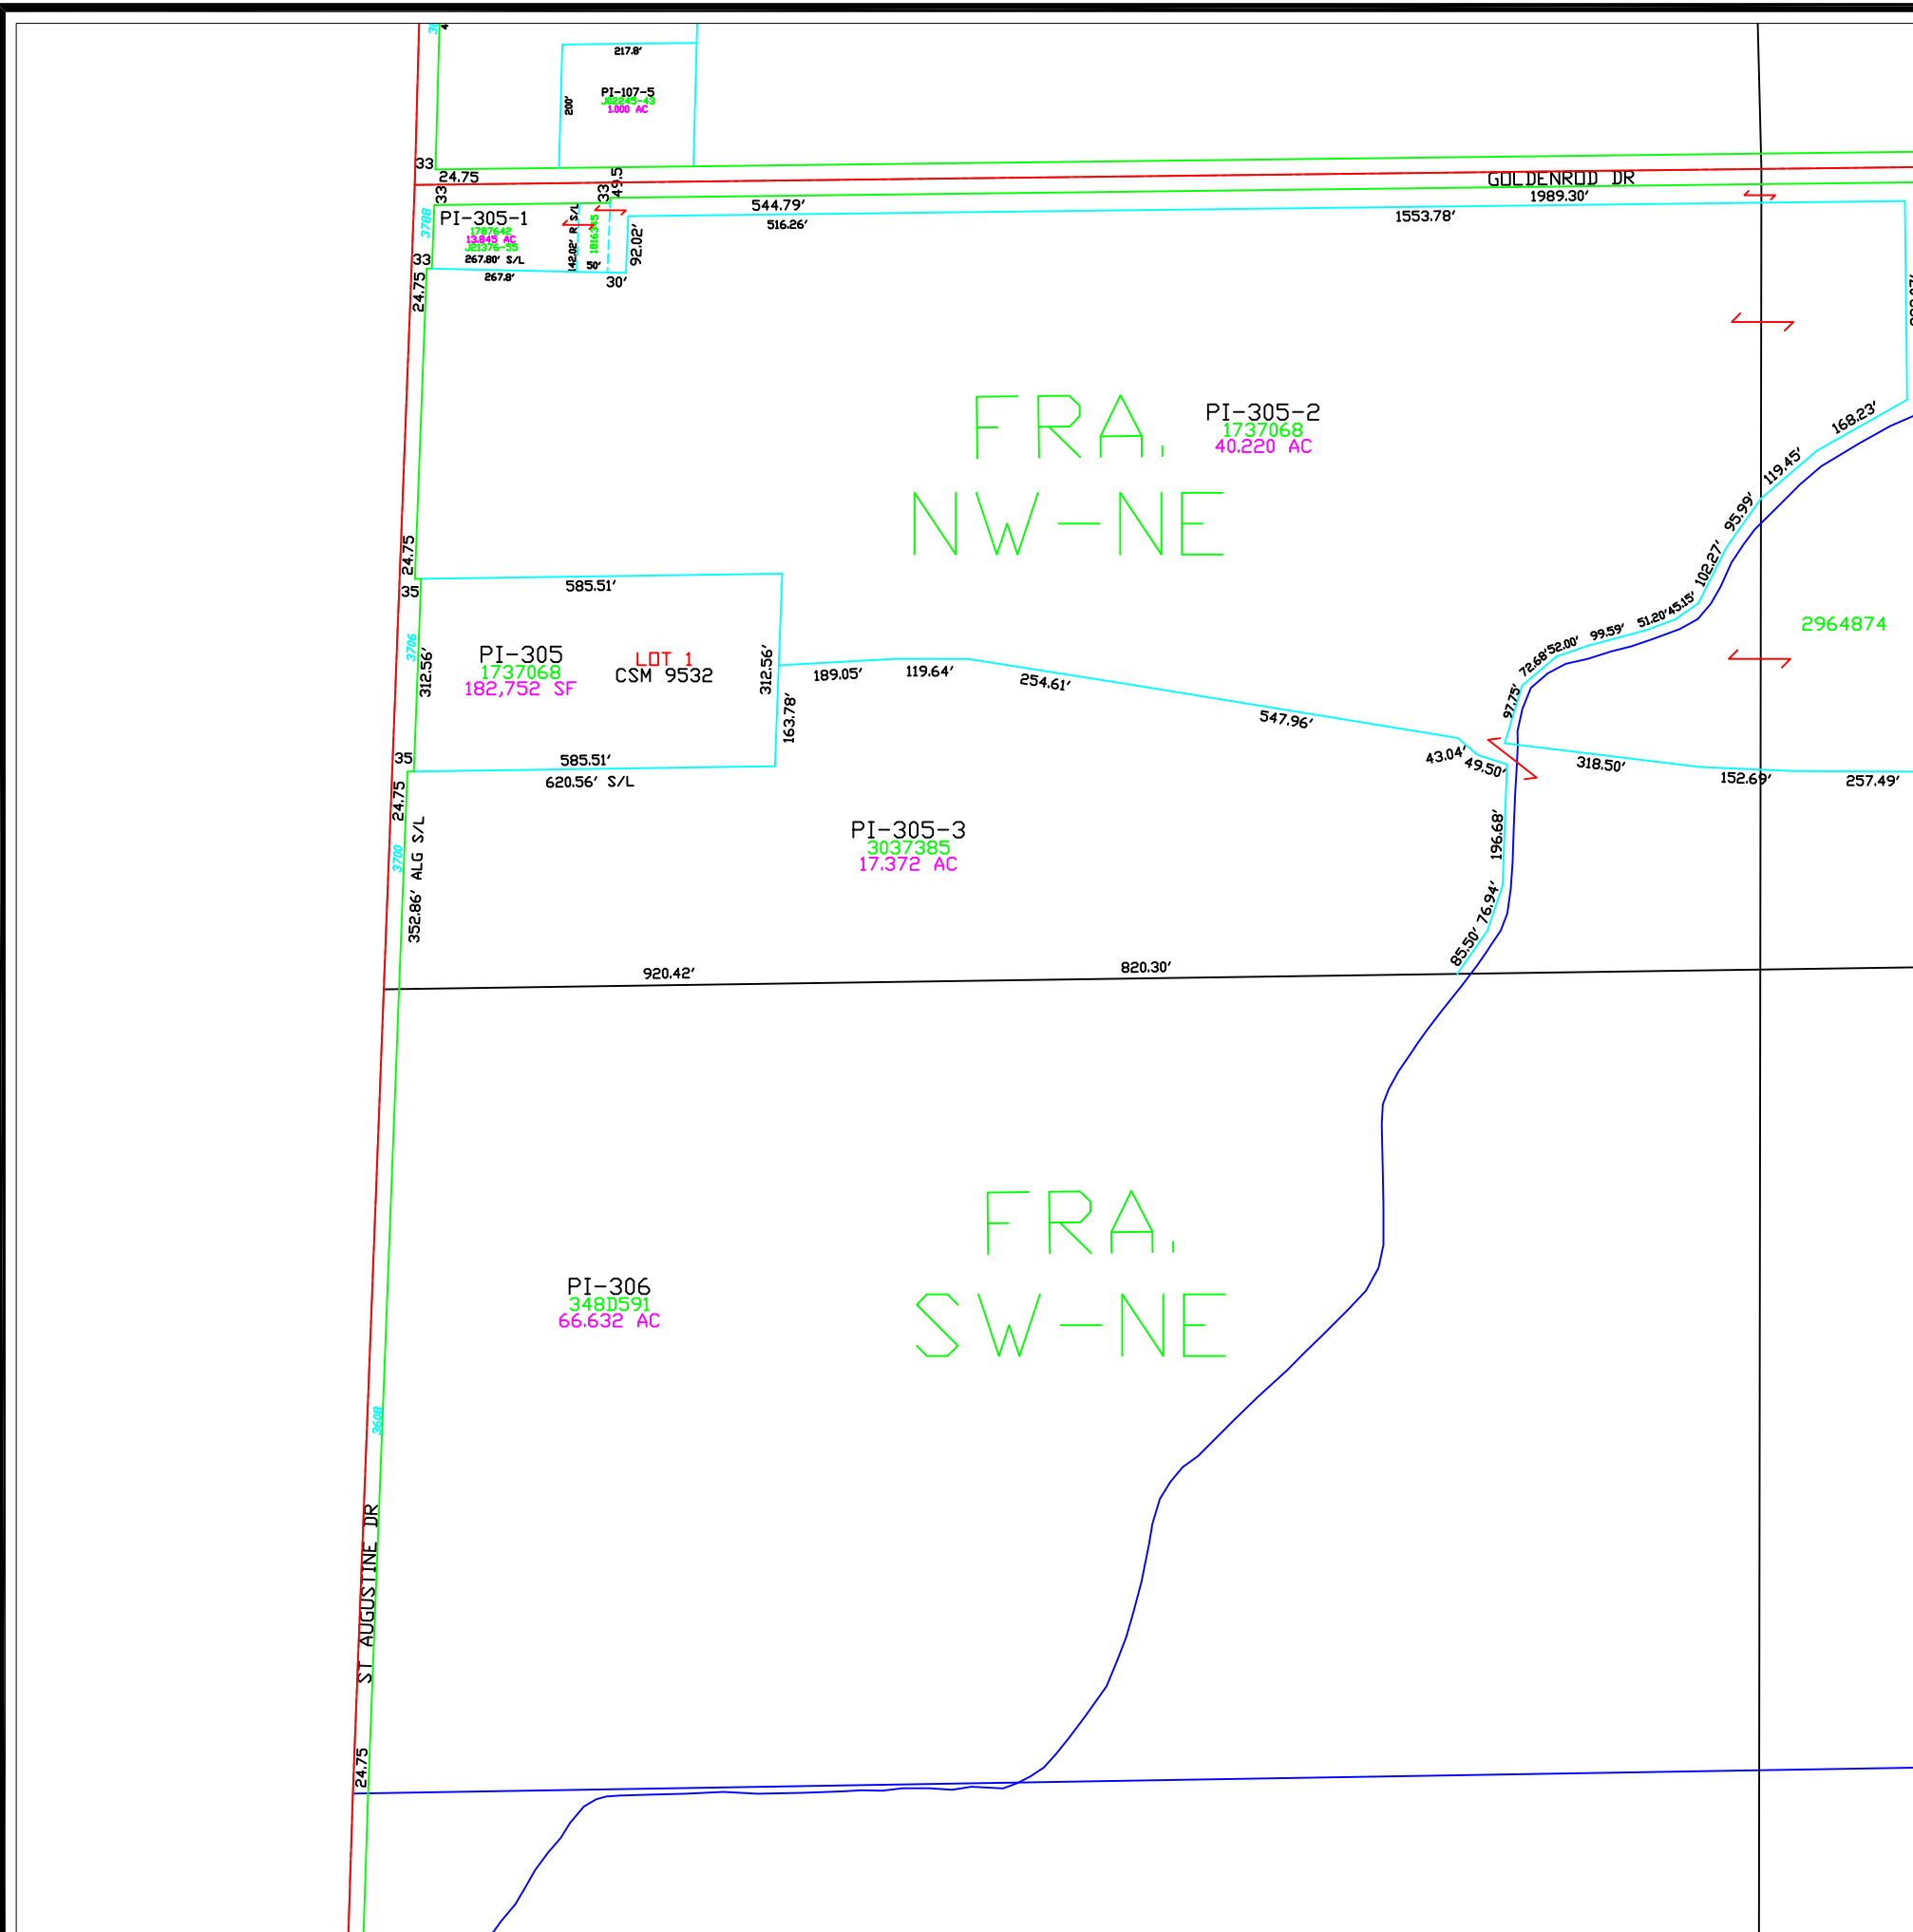 217.8'
PI-107-5
J02245-43
1.000 AC
200'
33
24.75
33
33
49.5
GOLDENROD DR
1989.30'
544.79'
1553.78'
516.26'
3788
PI-305-1
1787642
13.845 AC
J21376-55
267.80' S/L
267.8'
142.02' R S/L
1816345
50'
30'
92.02'
33
24.75
FRA.
NW-NE
PI-305-2
1737068
40.220 AC
168.23'
119.45'
95.99'
102.27'
45.15'
51.20'
99.59'
52.00'
72.68'
97.75'
2964874
24.75
35
585.51'
3706
312.56'
PI-305
1737068
182,752 SF
LOT 1
CSM 9532
312.56'
163.78'
189.05'
119.64'
254.61'
547.96'
43.04'
49.50'
318.50'
152.69'
257.49'
35
585.51'
620.56' S/L
24.75
3700
352.86' ALG S/L
PI-305-3
3037385
17.372 AC
196.68'
76.94'
85.50'
920.42'
820.30'
FRA.
SW-NE
PI-306
348D591
66.632 AC
3608
ST AUGUSTINE DR
24.75